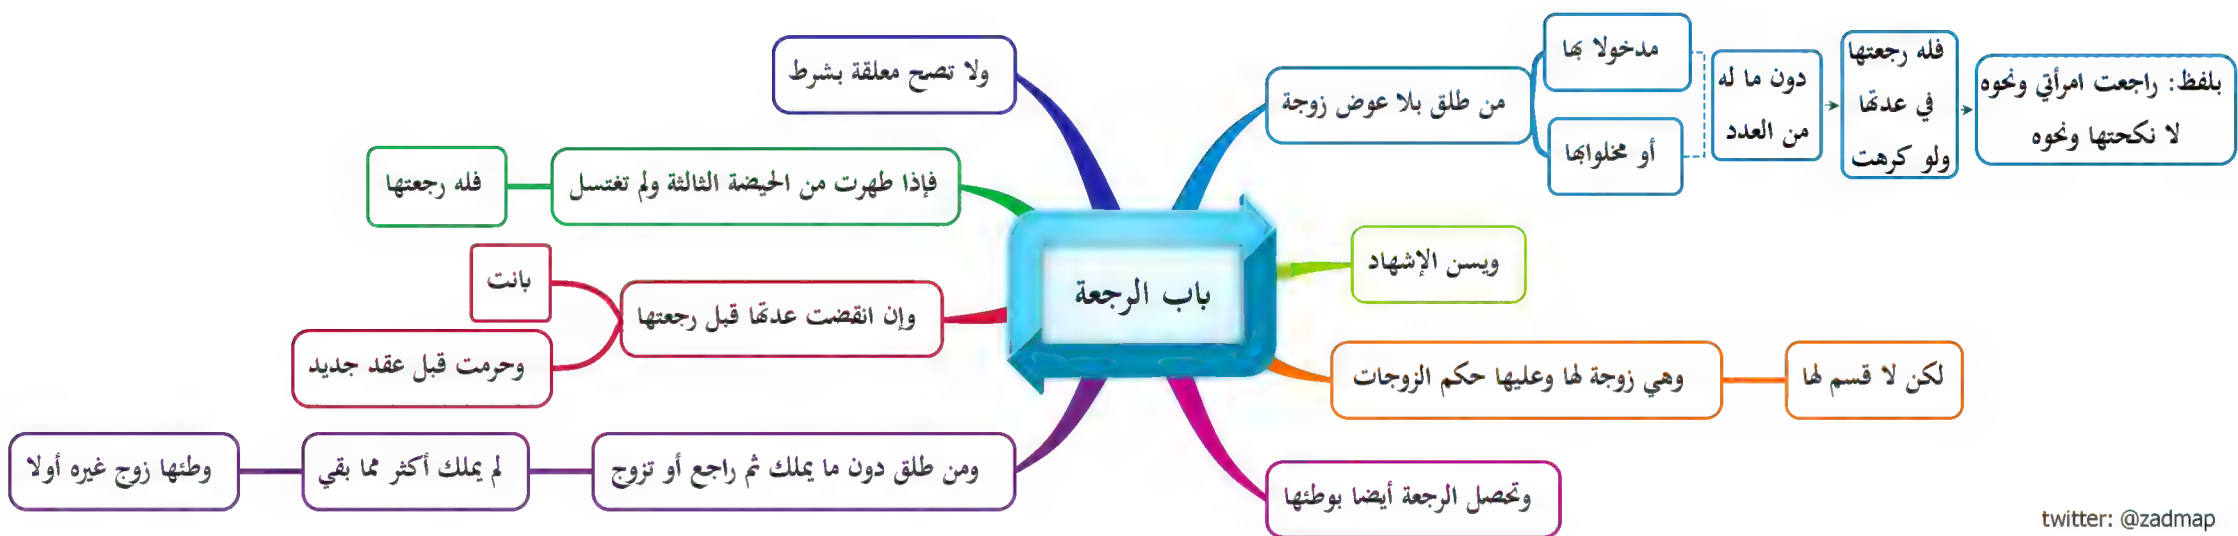 باب الرجعة
من طلق بلا عوض زوجة
مدخولا بها
أو مخلوابها
دون ما له
من العدد
فله رجعتها
في عدتها
ولو كرهت
بلفظ: راجعت امرأتي ونحوه
لا نكحتها ونحوه
ويسن الإشهاد
وهي زوجة لها وعليها حكم الزوجات
لكن لا قسم لها
وتحصل الرجعة أيضا بوطئها
ولا تصح معلقة بشرط
فإذا طهرت من الحيضة الثالثة ولم تغتسل
فله رجعتها
وإن انقضت عدتها قبل رجعتها
بانت
وحرمت قبل عقد جديد
ومن طلق دون ما يملك ثم راجع أو تزوج
لم يملك أكثر مما بقي
وطئها زوج غيره أولا
twitter: @zadmap